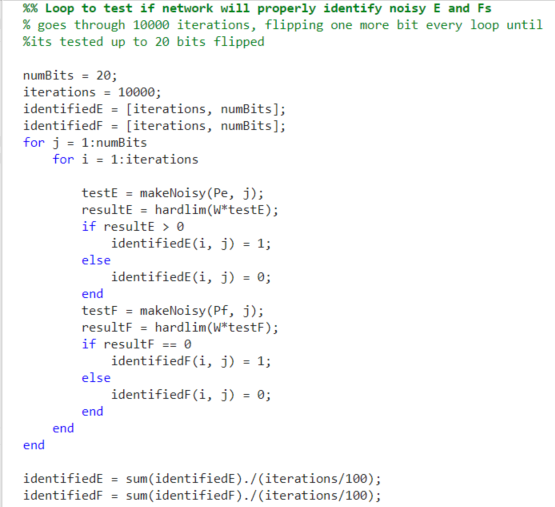 %% Loop to test if network will properly identify noisy E and Fs
% goes through 10000 iterations, flipping one more bit every loop until
%its tested up to 20 bits flipped
numBits = 20;
iterations = 10000;
identifiedE = [iterations, numBits];
identifiedF = [iterations, numBits];
for j = 1:numBits
for i = 1:iterations
testE = makeNoisy(Pe, j);
resultE = hardlim(W*testE);
if resultE > 0
identifiedE(i, j) = 1;
else
identifiedE(i, j) = 0;
end
testF = makeNoisy(Pf, j);
resultF = hardlim(W*testF);
if resultF == 0
identifiedF(i, j) = 1;
else
identifiedF(i, j) = 0;
end
end
end
identifiedE = sum(identifiedE)./(iterations/100);
identifiedF = sum(identifiedF)./(iterations/100);